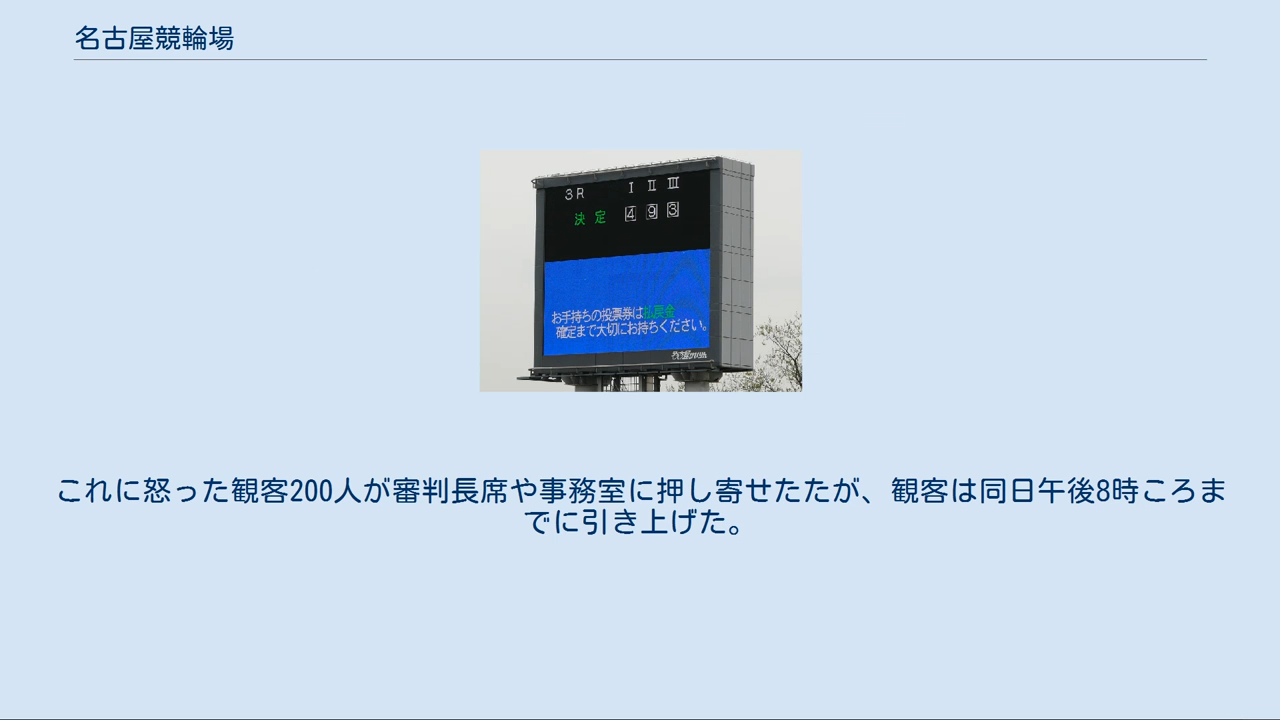 名古屋競輪場
3R Ⅰ Ⅱ Ⅲ
決定 4 9 3
お手持ちの投票券は払戻金
確定まで大切にお持ちください。
これに怒った観客200人が審判長席や事務室に押し寄せたたが、観客は同日午後8時ころま
でに引き上げた。